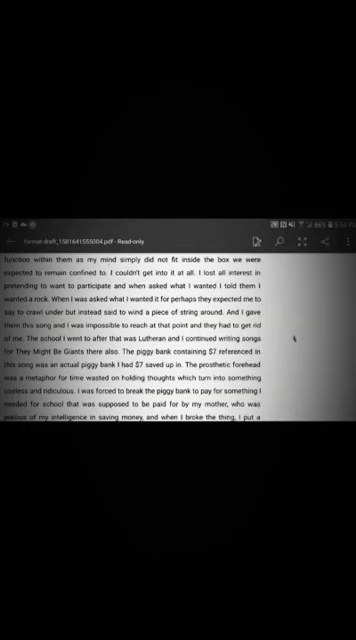 66% 5:54 PM
format draft_1581641555004.pdf - Read-only
function within them as my mind simply did not fit inside the box we were
expected to remain confined to. I couldn't get into it at all. I lost all interest in
pretending to want to participate and when asked what I wanted I told them I
wanted a rock. When I was asked what I wanted it for perhaps they expected me to
say to crawl under but instead said to wind a piece of string around. And I gave
them this song and I was impossible to reach at that point and they had to get rid
of me. The school I went to after that was Lutheran and I continued writing songs
for They Might Be Giants there also. The piggy bank containing $7 referenced in
this song was an actual piggy bank I had $7 saved up in. The prosthetic forehead
was a metaphor for time wasted on holding thoughts which turn into something
useless and ridiculous. I was forced to break the piggy bank to pay for something I
needed for school that was supposed to be paid for by my mother, who was
jealous of my intelligence in saving money, and when I broke the thing, I put a